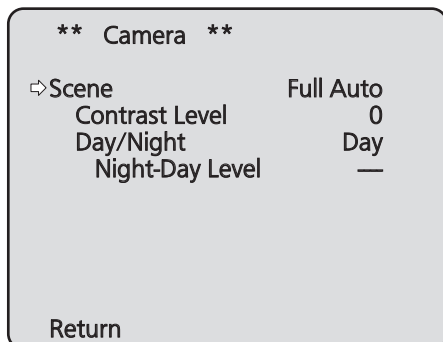 ** Camera **
⇨Scene Full Auto
Contrast Level 0
Day/Night Day
Night-Day Level —
Return